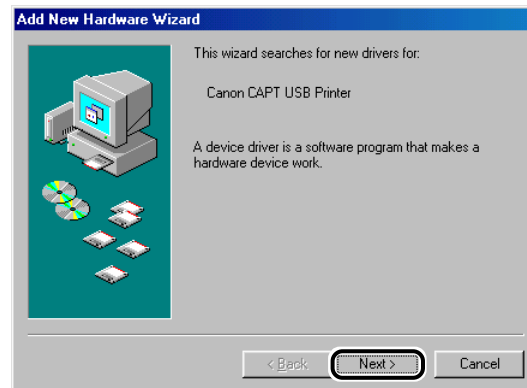 Add New Hardware Wizard
This wizard searches for new drivers for:
Canon CAPT USB Printer
A device driver is a software program that makes a
hardware device work.
< Back
Next >
Cancel